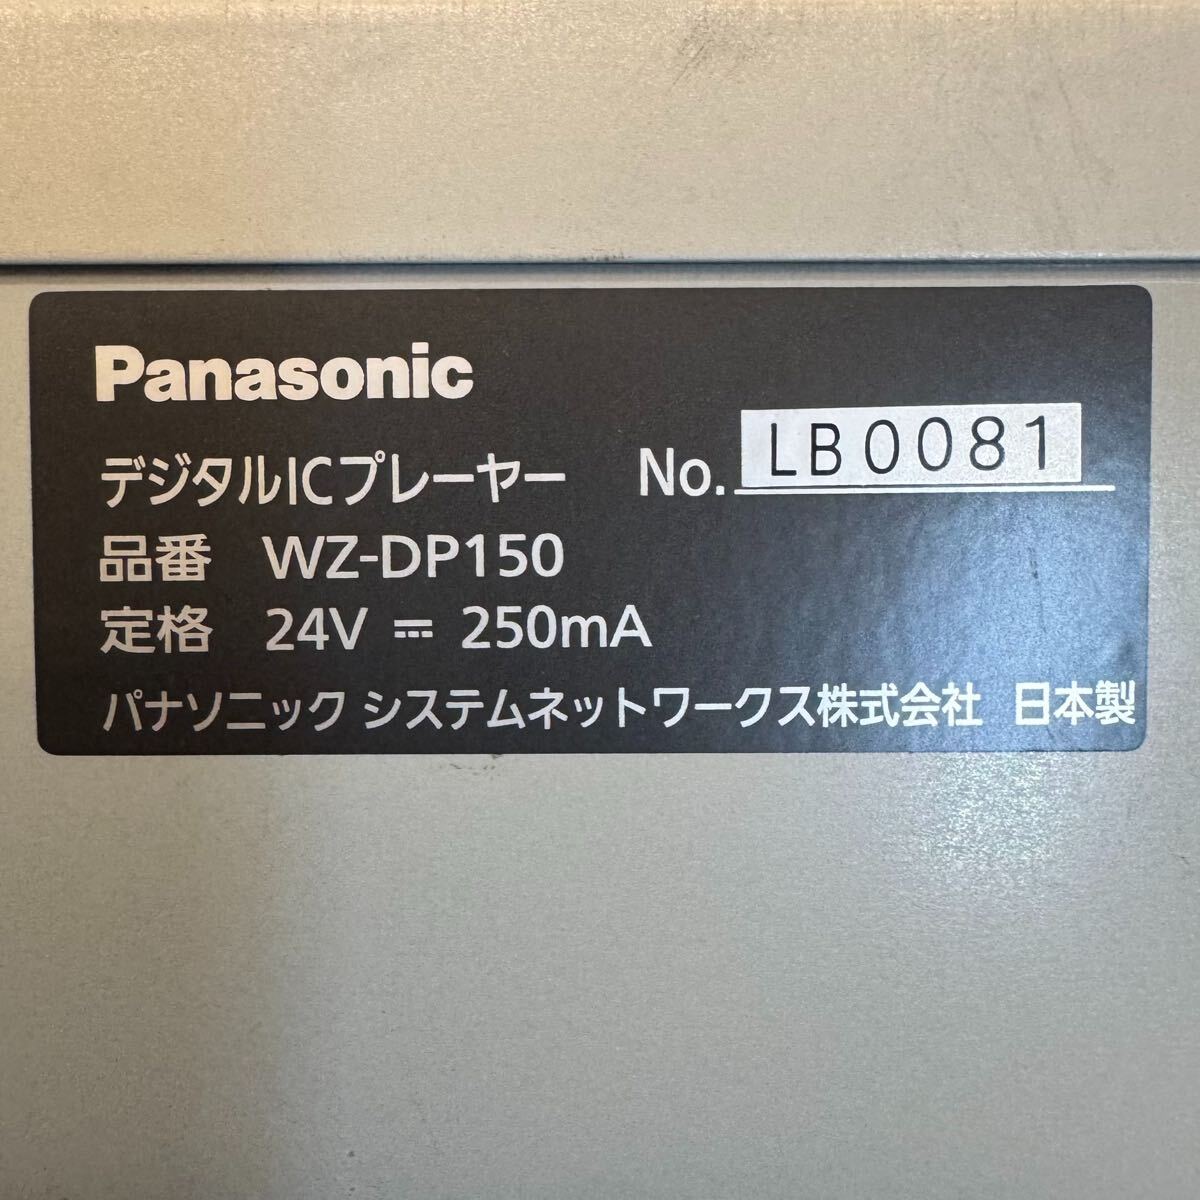 Panasonic
デジタルICプレーヤー No. LB0081
品番 WZ-DP150
定格 24V ⎓ 250mA
パナソニック システムネットワークス株式会社 日本製